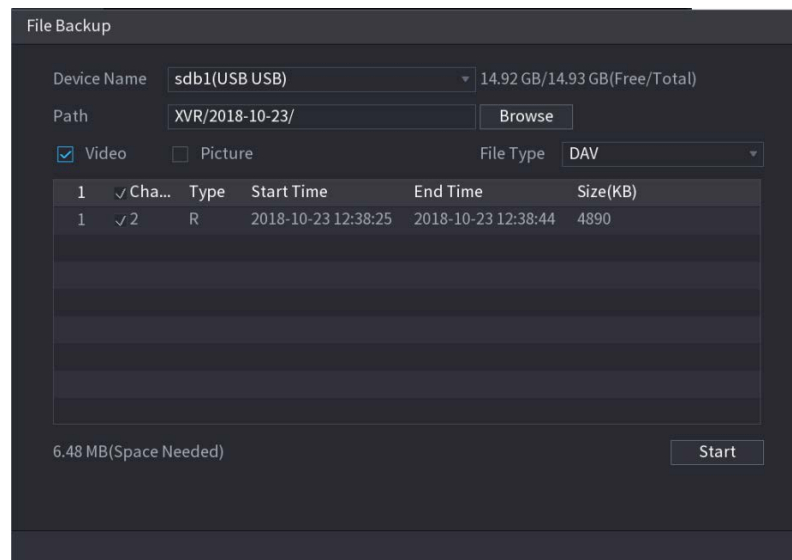 File Backup
Device Name sdb1(USB USB) 14.92 GB/14.93 GB(Free/Total)
Path XVR/2018-10-23/ Browse
Video Picture File Type DAV
1 Cha... Type Start Time End Time Size(KB)
1 2 R 2018-10-23 12:38:25 2018-10-23 12:38:44 4890
6.48 MB(Space Needed) Start